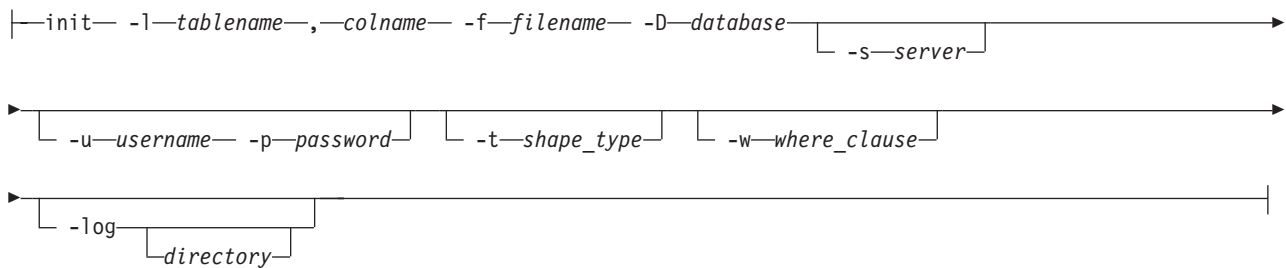 init -l tablename , colname -f filename -D database
-s server
-u username -p password -t shape_type -w where_clause
-log
directory